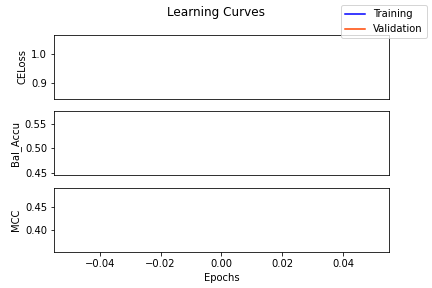 Learning Curves
Training
Validation
1.0
0.9
CELoss
0.55
0.50
0.45
Bal_Accu
0.45
0.40
MCC
−0.04 −0.02 0.00 0.02 0.04
Epochs